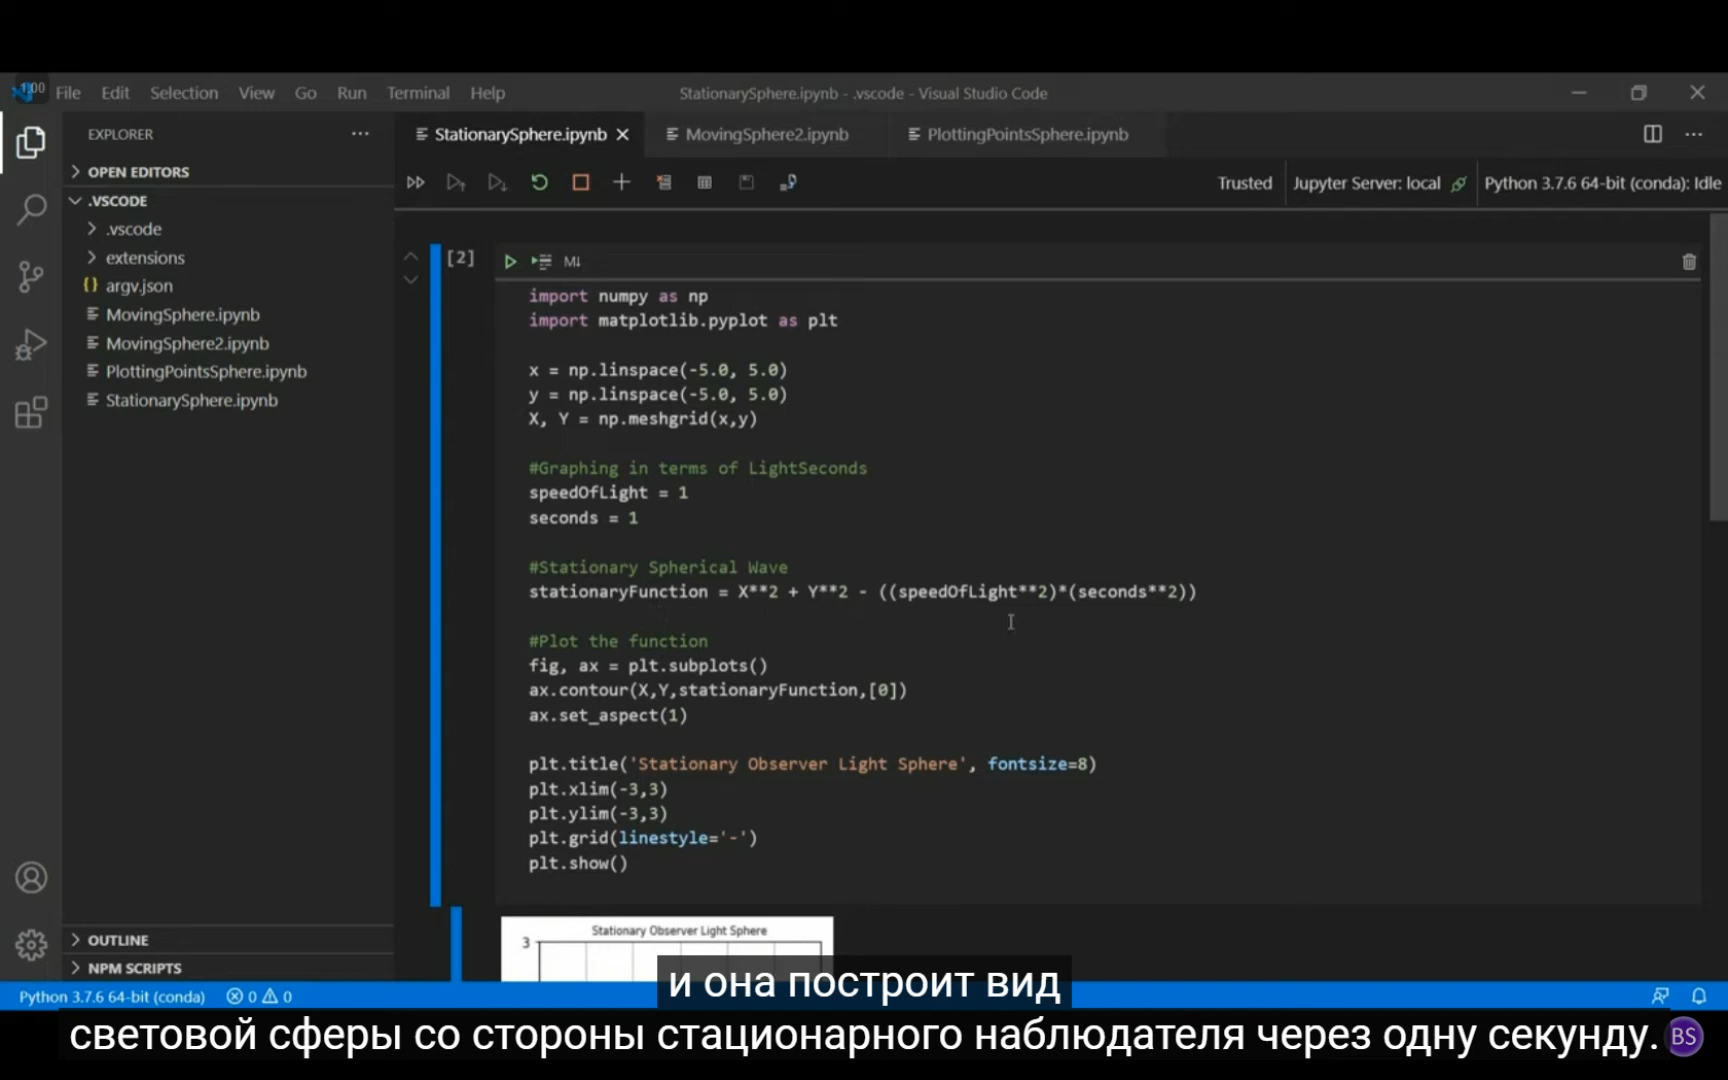 1:00
File Edit Selection View Go Run Terminal Help
StationarySphere.ipynb - .vscode - Visual Studio Code
EXPLORER
StationarySphere.ipynb
MovingSphere2.ipynb
PlottingPointsSphere.ipynb
OPEN EDITORS
.VSCODE
.vscode
extensions
{} argv.json
MovingSphere.ipynb
MovingSphere2.ipynb
PlottingPointsSphere.ipynb
StationarySphere.ipynb
OUTLINE
NPM SCRIPTS
Trusted
Jupyter Server: local
Python 3.7.6 64-bit (conda): Idle
[2]
M↓
import numpy as np
import matplotlib.pyplot as plt
x = np.linspace(-5.0, 5.0)
y = np.linspace(-5.0, 5.0)
X, Y = np.meshgrid(x,y)
#Graphing in terms of LightSeconds
speedOfLight = 1
seconds = 1
#Stationary Spherical Wave
stationaryFunction = X**2 + Y**2 - ((speedOfLight**2)*(seconds**2))
#Plot the function
fig, ax = plt.subplots()
ax.contour(X,Y,stationaryFunction,[0])
ax.set_aspect(1)
plt.title('Stationary Observer Light Sphere', fontsize=8)
plt.xlim(-3,3)
plt.ylim(-3,3)
plt.grid(linestyle='-')
plt.show()
Stationary Observer Light Sphere
3
Python 3.7.6 64-bit (conda) 0 0
и она построит вид
световой сферы со стороны стационарного наблюдателя через одну секунду.
BS